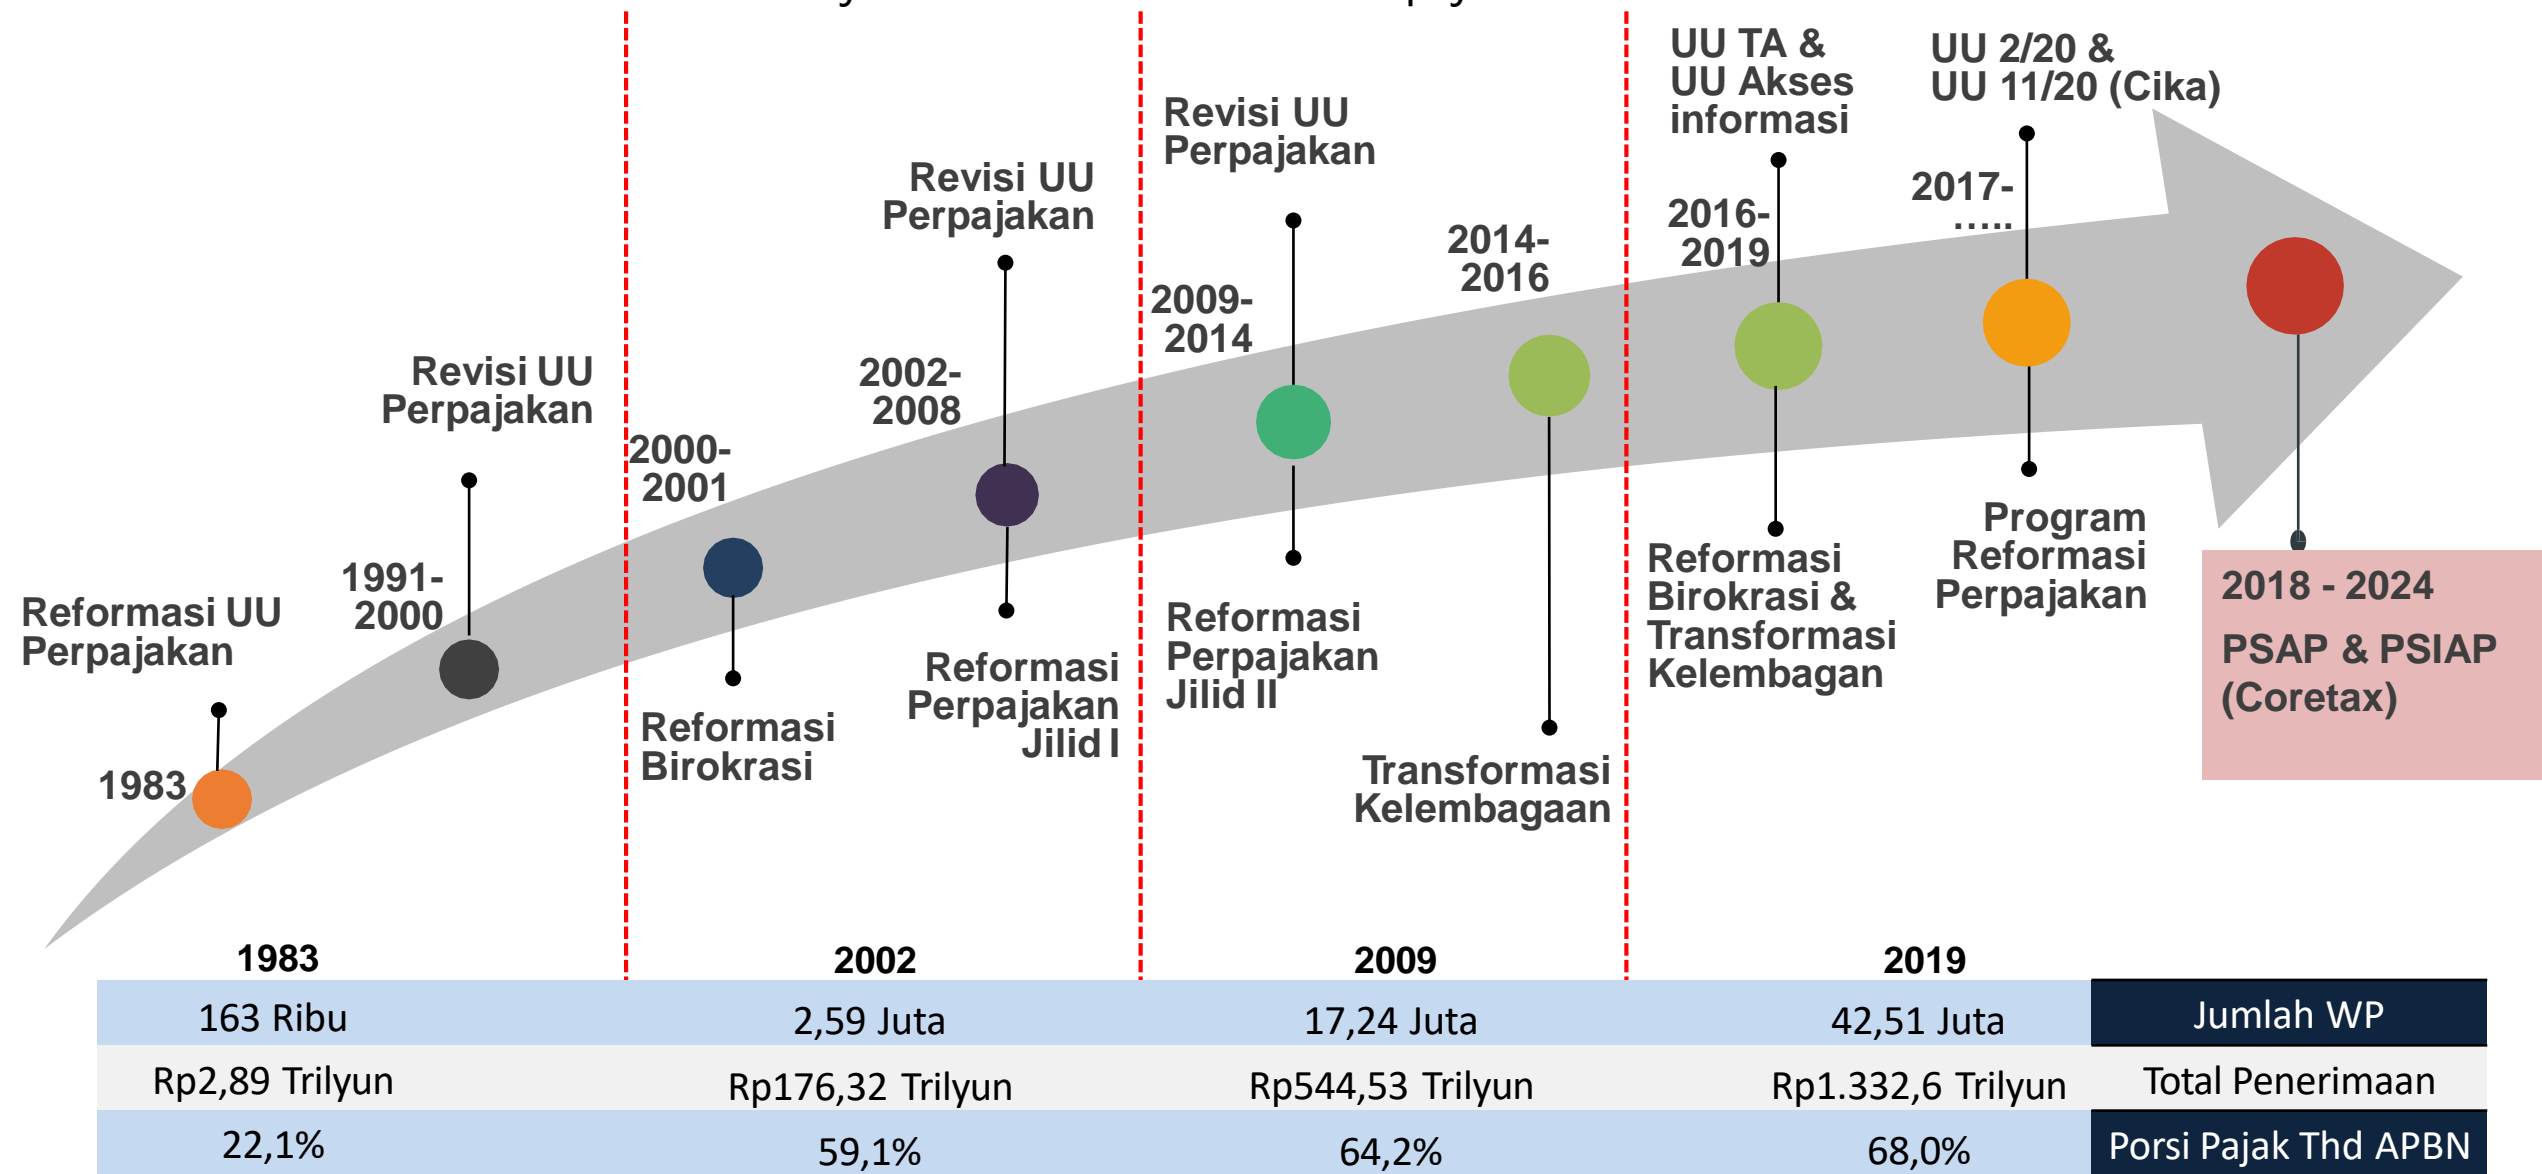 Reformasi UU
Perpajakan
1983
Revisi UU
Perpajakan
1991-
2000
2000-
2001
Reformasi
Birokrasi
Revisi UU
Perpajakan
2002-
2008
Reformasi
Perpajakan
Jilid I
Revisi UU
Perpajakan
2009-
2014
Reformasi
Perpajakan
Jilid II
2014-
2016
Transformasi
Kelembagaan
UU TA &
UU Akses
informasi
2016-
2019
Reformasi
Birokrasi &
Transformasi
Kelembagan
UU 2/20 &
UU 11/20 (Cika)
2017-
.....
Program
Reformasi
Perpajakan
2018 - 2024
PSAP & PSIAP
(Coretax)
1983 2002 2009 2019
163 Ribu 2,59 Juta 17,24 Juta 42,51 Juta Jumlah WP
Rp2,89 Trilyun Rp176,32 Trilyun Rp544,53 Trilyun Rp1.332,6 Trilyun Total Penerimaan
22,1% 59,1% 64,2% 68,0% Porsi Pajak Thd APBN